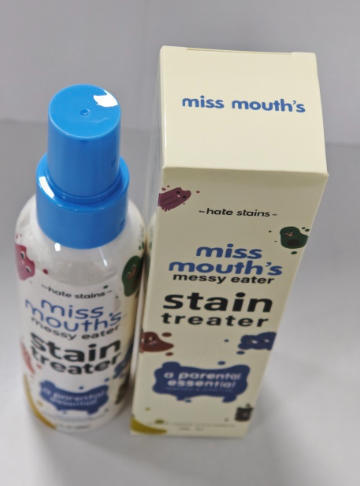 miss mouth's
~hate stains~
miss
mouth's
messy eater
stain
treater
a parental
essential
~hate stains~
miss
mouth's
messy eater
stain
treater
a parental
essential